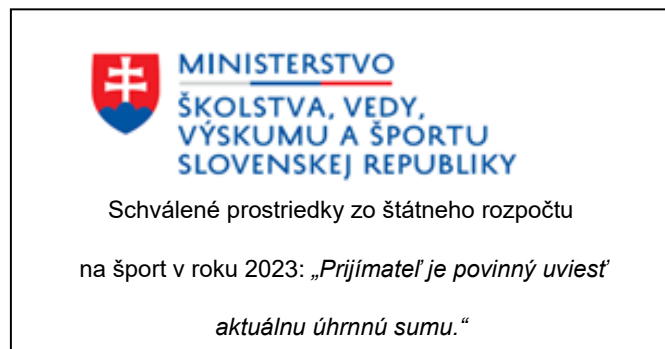 MINISTERSTVO
ŠKOLSTVA, VEDY,
VÝSKUMU A ŠPORTU
SLOVENSKEJ REPUBLIKY
Schválené prostriedky zo štátneho rozpočtu
na šport v roku 2023: „Prijímateľ je povinný uviesť
aktuálnu úhrnnú sumu.“